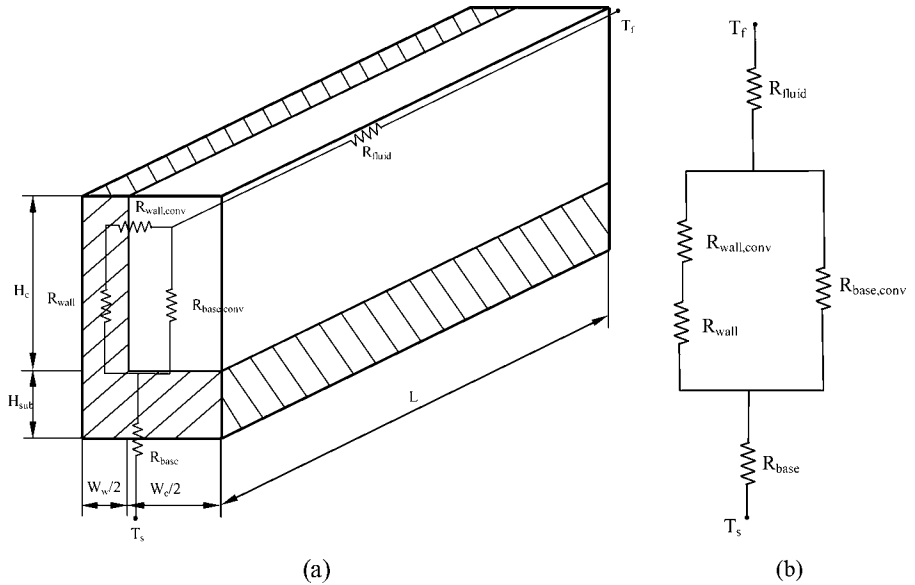 T_f
R_fluid
R_wall,conv
H_c
R_wall
R_base,conv
L
H_sub
R_base
W_w/2
W_c/2
T_s
(a)
T_f
R_fluid
R_wall,conv
R_base,conv
R_wall
R_base
T_s
(b)